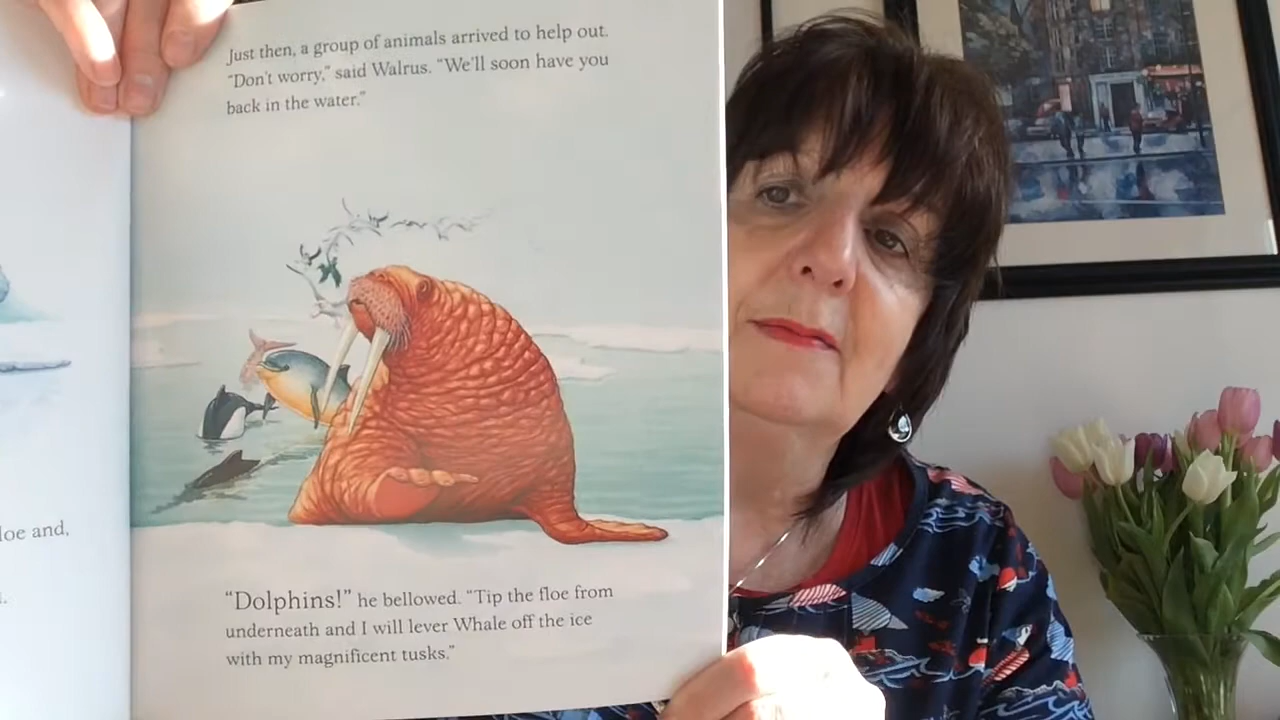 Just then, a group of animals arrived to help out.
"Don't worry," said Walrus. "We'll soon have you
back in the water."
loe and,
"Dolphins!" he bellowed. "Tip the floe from
underneath and I will lever Whale off the ice
with my magnificent tusks."